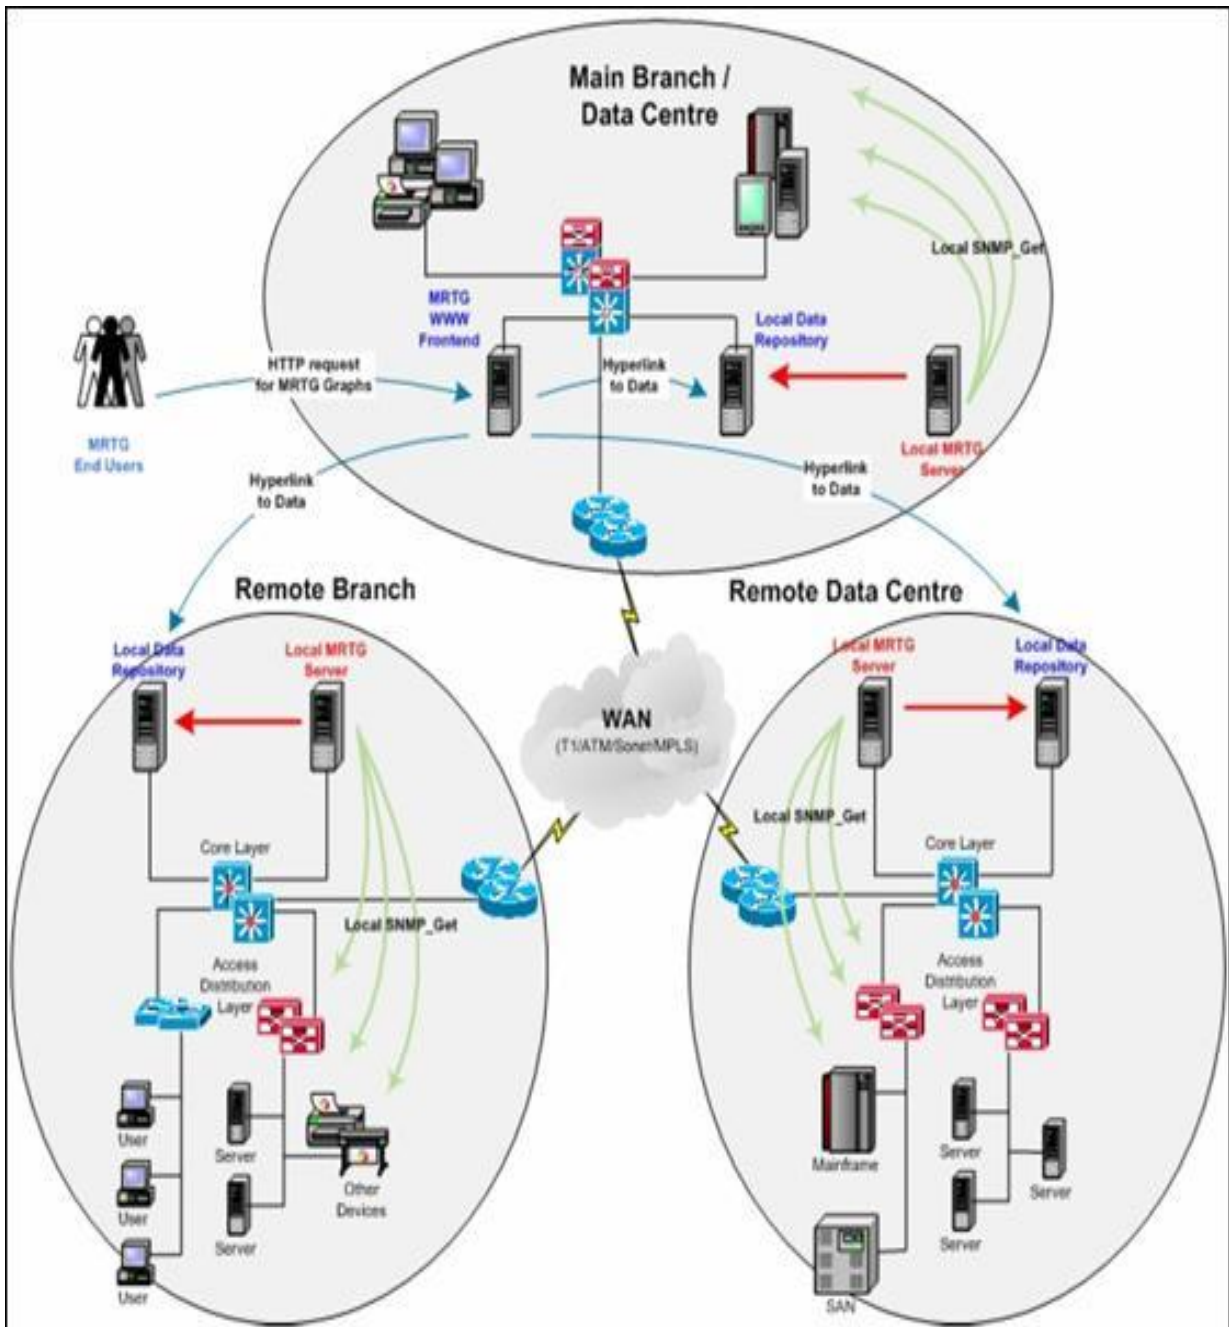 Main Branch /
Data Centre
Local SNMP_Get
MRTG
WWW
Frontend
Local Data
Repository
HTTP request
for MRTG Graphs
Hyperlink
to Data
MRTG
End Users
Local MRTG
Server
Hyperlink
to Data
Hyperlink
to Data
Remote Branch
Remote Data Centre
Local Data
Repository
Local MRTG
Server
Local MRTG
Server
Local Data
Repository
WAN
(T1/ATM/Sonet/MPLS)
Local SNMP_Get
Core Layer
Core Layer
Local SNMP_Get
Access
Distribution
Layer
Access
Distribution
Layer
User
Server
User
Server
User
Other
Devices
Mainframe
SAN
Server
Server
Server